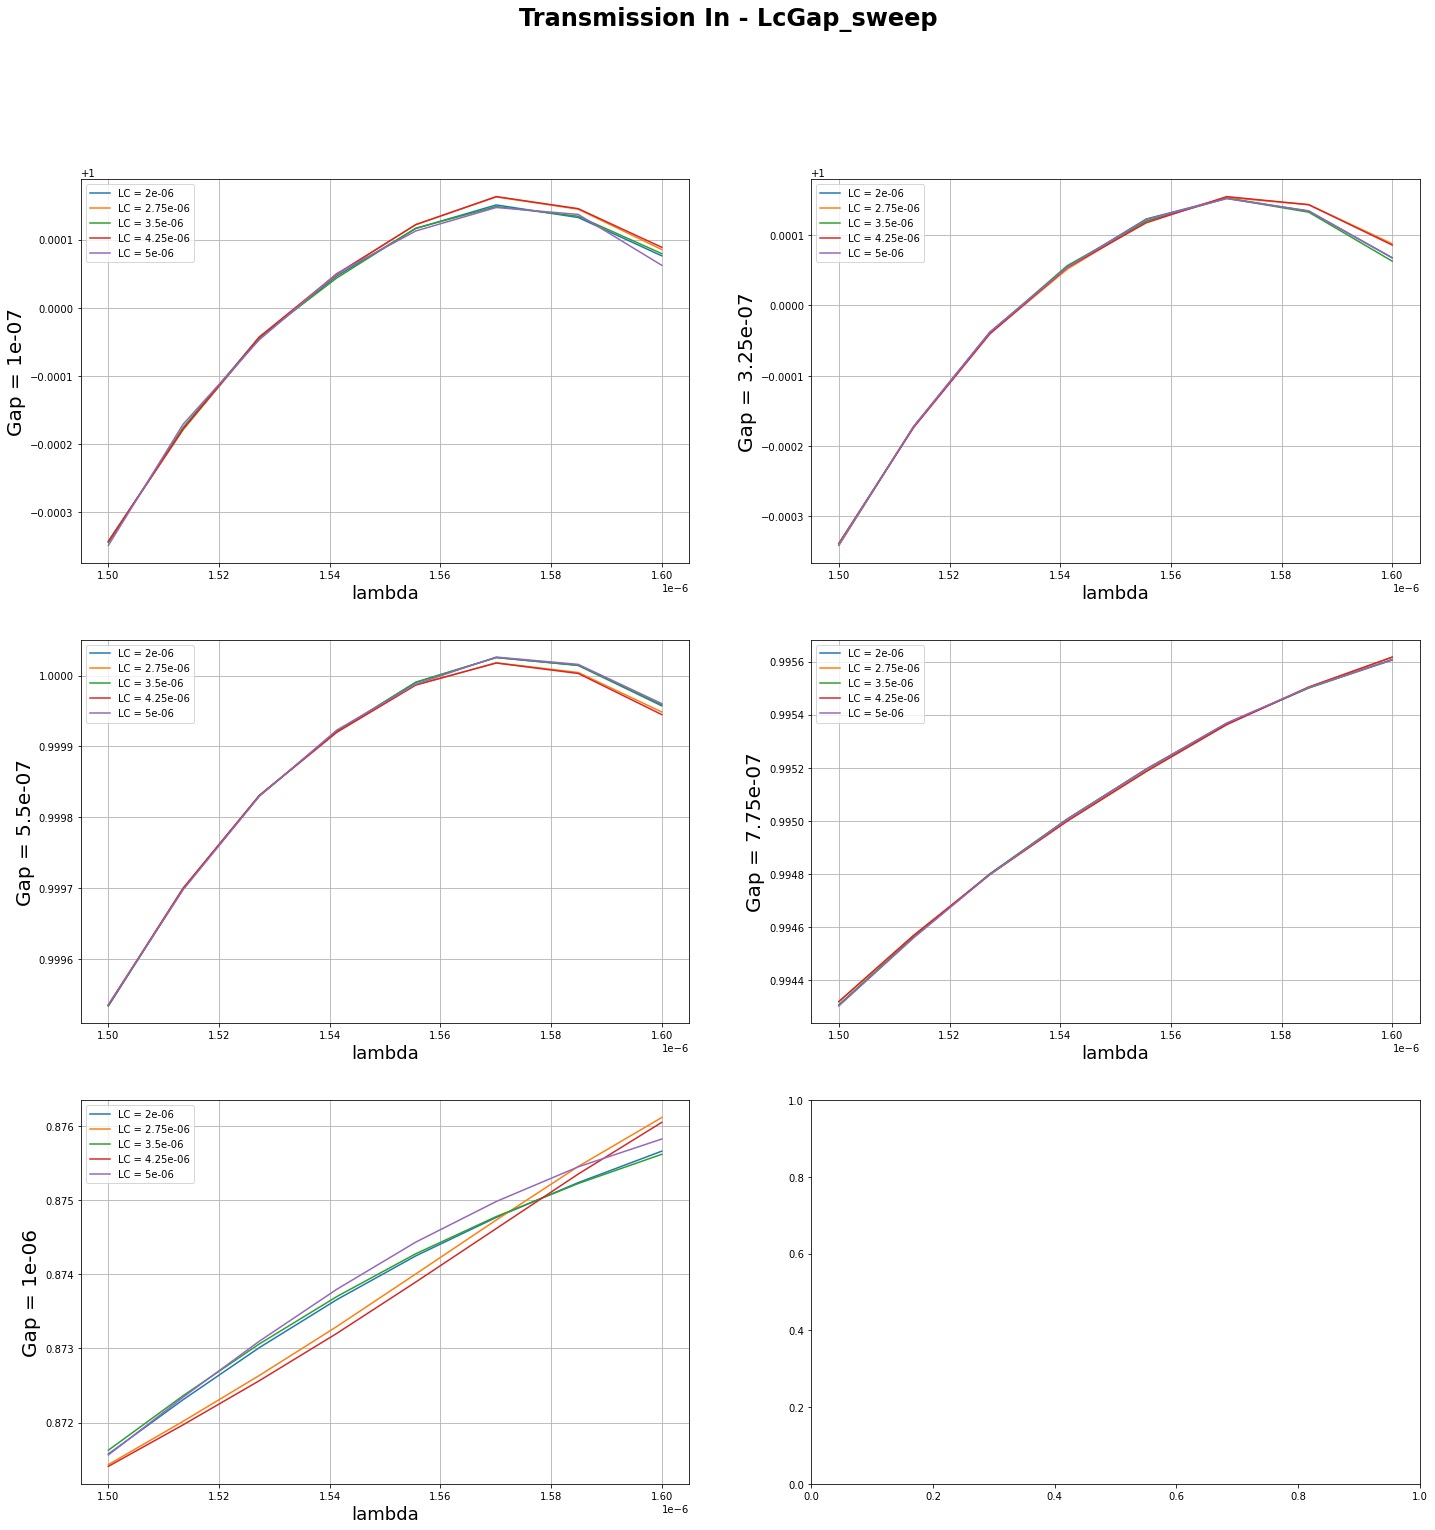 Transmission In - LcGap_sweep
+1
LC = 2e-06
LC = 2.75e-06
LC = 3.5e-06
LC = 4.25e-06
LC = 5e-06
0.0001
0.0000
−0.0001
−0.0002
−0.0003
Gap = 1e-07
1.50 1.52 1.54 1.56 1.58 1.60
1e−6
lambda
+1
LC = 2e-06
LC = 2.75e-06
LC = 3.5e-06
LC = 4.25e-06
LC = 5e-06
0.0001
0.0000
−0.0001
−0.0002
−0.0003
Gap = 3.25e-07
1.50 1.52 1.54 1.56 1.58 1.60
1e−6
lambda
LC = 2e-06
LC = 2.75e-06
LC = 3.5e-06
LC = 4.25e-06
LC = 5e-06
1.0000
0.9999
0.9998
0.9997
0.9996
Gap = 5.5e-07
1.50 1.52 1.54 1.56 1.58 1.60
1e−6
lambda
LC = 2e-06
LC = 2.75e-06
LC = 3.5e-06
LC = 4.25e-06
LC = 5e-06
0.9956
0.9954
0.9952
0.9950
0.9948
0.9946
0.9944
Gap = 7.75e-07
1.50 1.52 1.54 1.56 1.58 1.60
1e−6
lambda
LC = 2e-06
LC = 2.75e-06
LC = 3.5e-06
LC = 4.25e-06
LC = 5e-06
0.876
0.875
0.874
0.873
0.872
Gap = 1e-06
1.50 1.52 1.54 1.56 1.58 1.60
1e−6
lambda
1.0
0.8
0.6
0.4
0.2
0.0
0.0 0.2 0.4 0.6 0.8 1.0